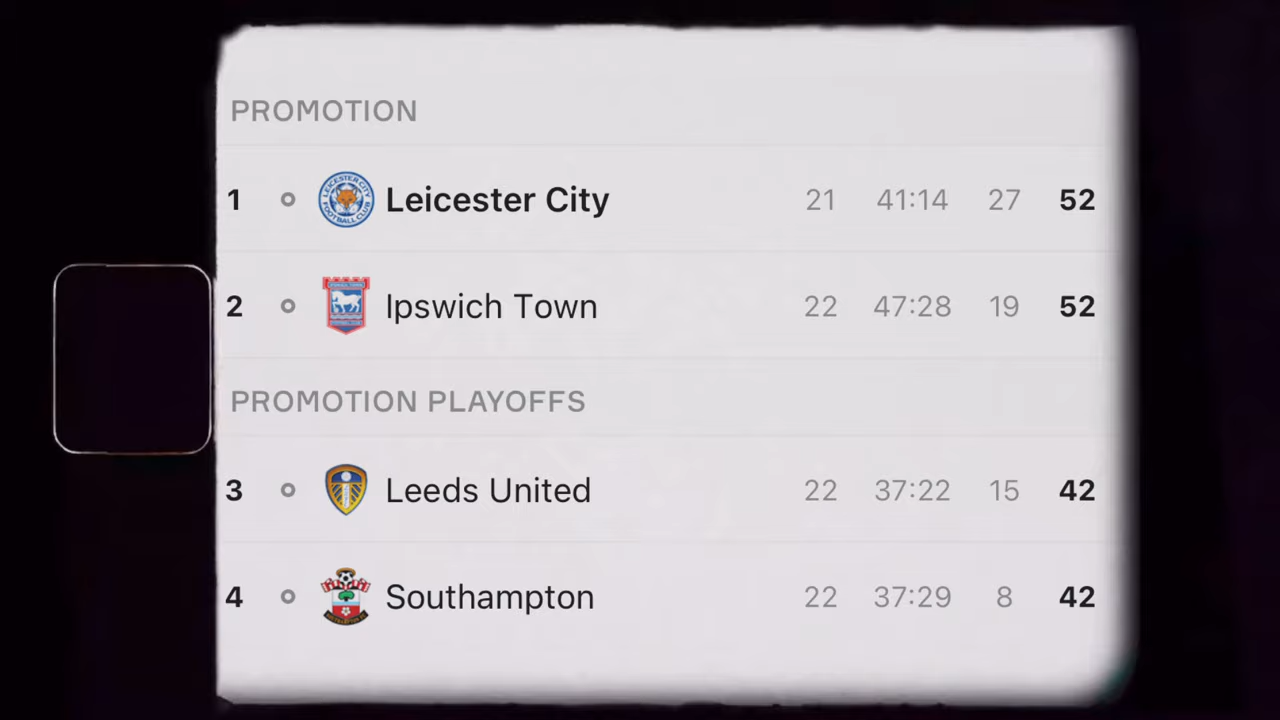 PROMOTION
1 Leicester City 21 41:14 27 52
2 Ipswich Town 22 47:28 19 52
PROMOTION PLAYOFFS
3 Leeds United 22 37:22 15 42
4 Southampton 22 37:29 8 42